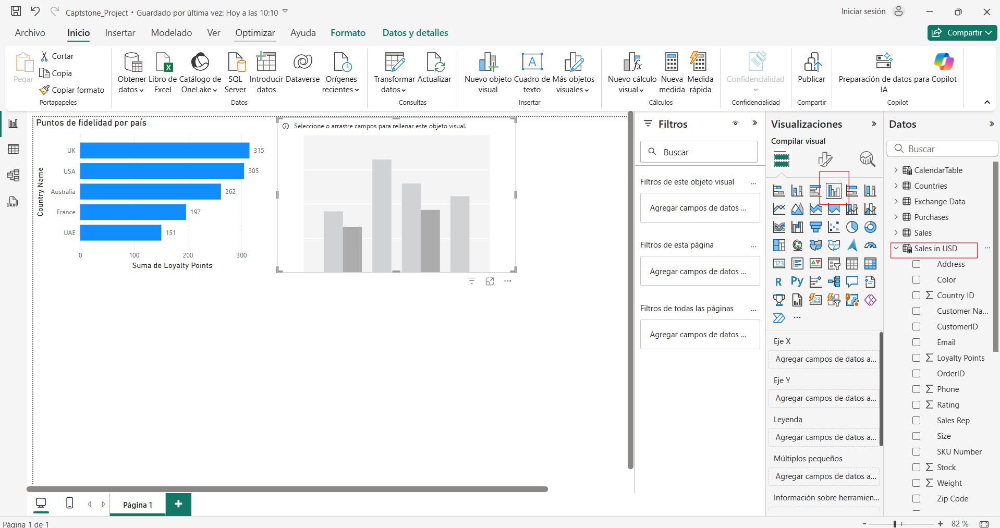 Captstone_Project • Guardado por última vez: Hoy a las 10:10
Iniciar sesión
Archivo
Inicio
Insertar
Modelado
Ver
Optimizar
Ayuda
Formato
Datos y detalles
Compartir
Pegar
Cortar
Copia
Copiar formato
Portapapeles
Obtener datos
Libro de Excel
Catálogo de OneLake
SQL Server
Introducir datos
Dataverse
Orígenes recientes
Datos
Transformar datos
Actualizar
Consultas
Nuevo objeto visual
Cuadro de texto
Más objetos visuales
Insertar
Nuevo cálculo visual
Nueva medida
Medida rápida
Cálculos
Confidencialidad
Confidencialidad
Publicar
Compartir
Preparación de datos para IA
Copilot
Copilot
Puntos de fidelidad por país
Country Name
UK 315
USA 305
Australia 262
France 197
UAE 151
0 100 200 300
Suma de Loyalty Points
Seleccione o arrastre campos para rellenar este objeto visual.
Filtros
Buscar
Filtros de este objeto visual ...
Agregar campos de datos ...
Filtros de esta página ...
Agregar campos de datos ...
Filtros de todas las páginas ...
Agregar campos de datos ...
Visualizaciones
Compilar visual
123
R
Py
123
...
Eje X
Agregar campos de datos a...
Eje Y
Agregar campos de datos a...
Leyenda
Agregar campos de datos a...
Múltiplos pequeños
Agregar campos de datos a...
Información sobre herramien...
Datos
Buscar
CalendarTable
Countries
Exchange Data
Purchases
Sales
Sales in USD ...
Address
Color
Country ID
Customer Na...
CustomerID
Email
Loyalty Points
OrderID
Phone
Rating
Sales Rep
Size
SKU Number
Stock
Weight
Zip Code
DAX
Página 1
Página 1 de 1
- + 82 %